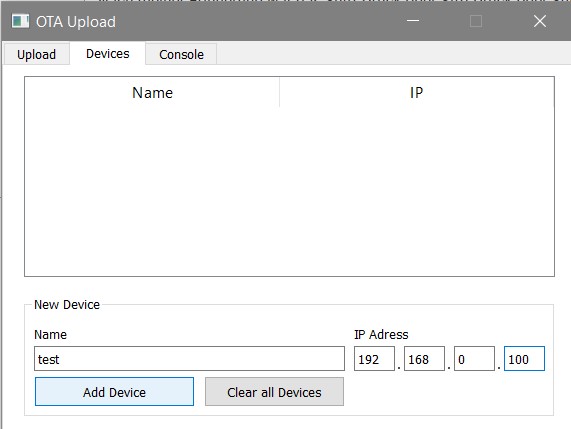 OTA Upload
Upload Devices Console
Name IP
New Device
Name IP Adress
test 192 . 168 . 0 . 100
Add Device Clear all Devices